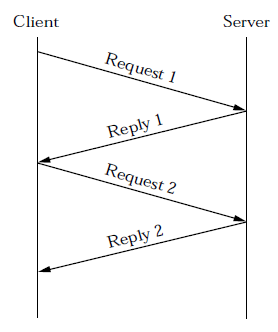 Client Server
Request 1
Reply 1
Request 2
Reply 2